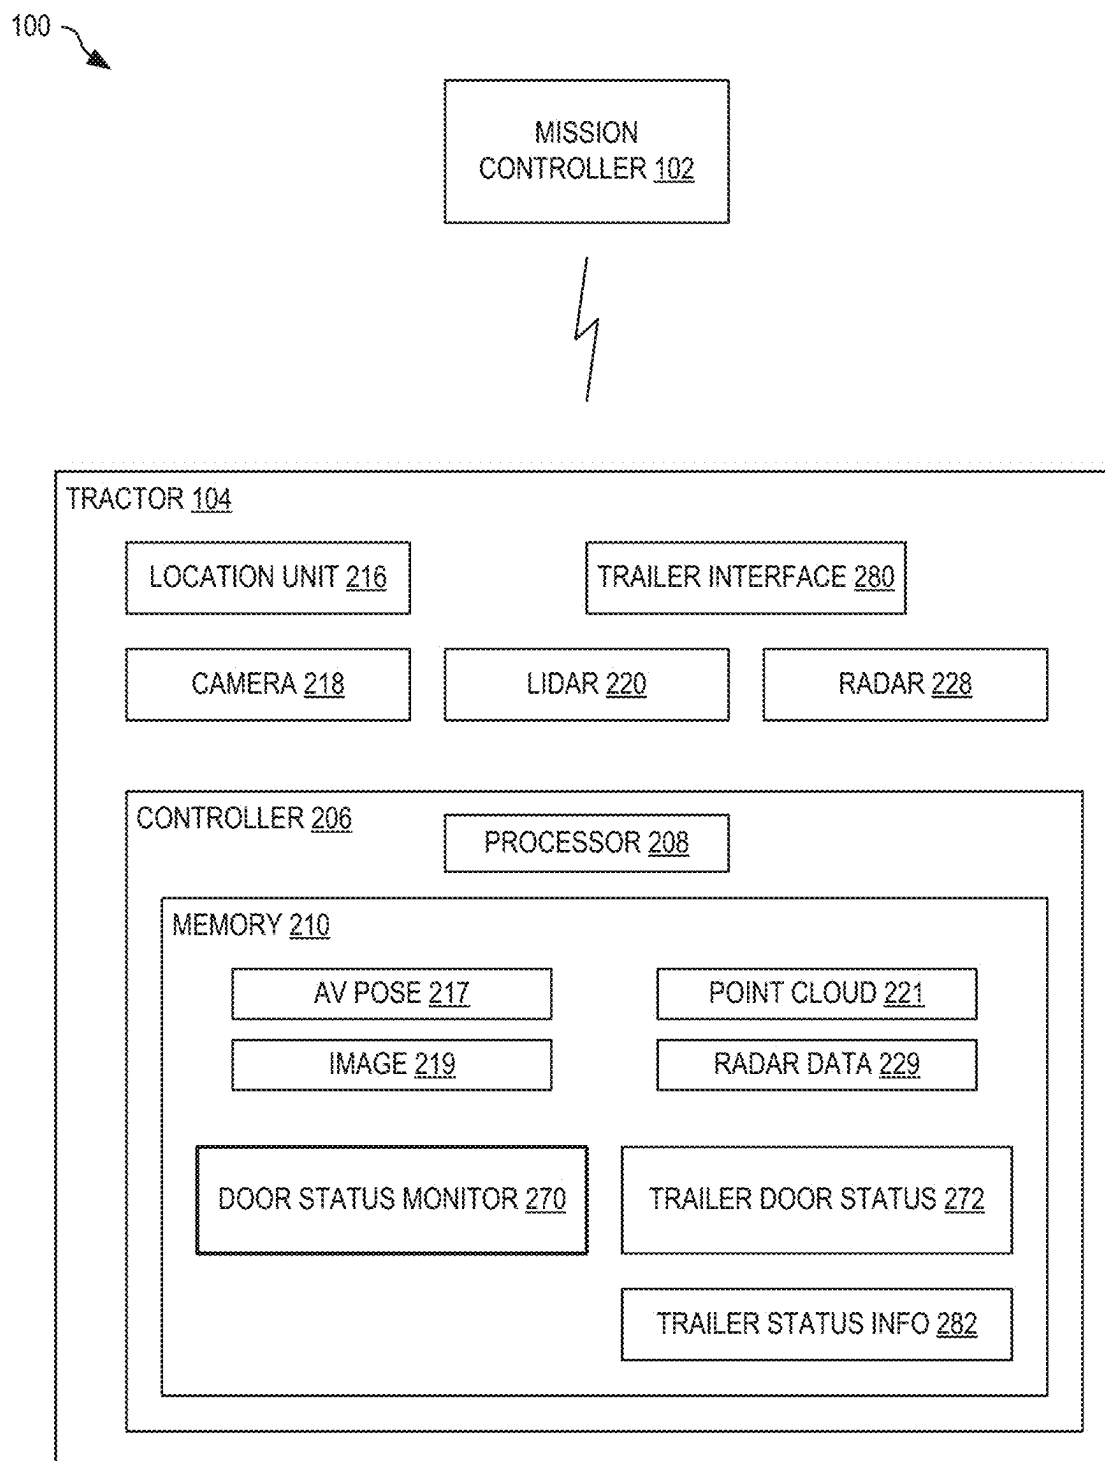 100
MISSION
CONTROLLER 102
TRACTOR 104
LOCATION UNIT 216
TRAILER INTERFACE 280
CAMERA 218
LIDAR 220
RADAR 228
CONTROLLER 206
PROCESSOR 208
MEMORY 210
AV POSE 217
POINT CLOUD 221
IMAGE 219
RADAR DATA 229
DOOR STATUS MONITOR 270
TRAILER DOOR STATUS 272
TRAILER STATUS INFO 282